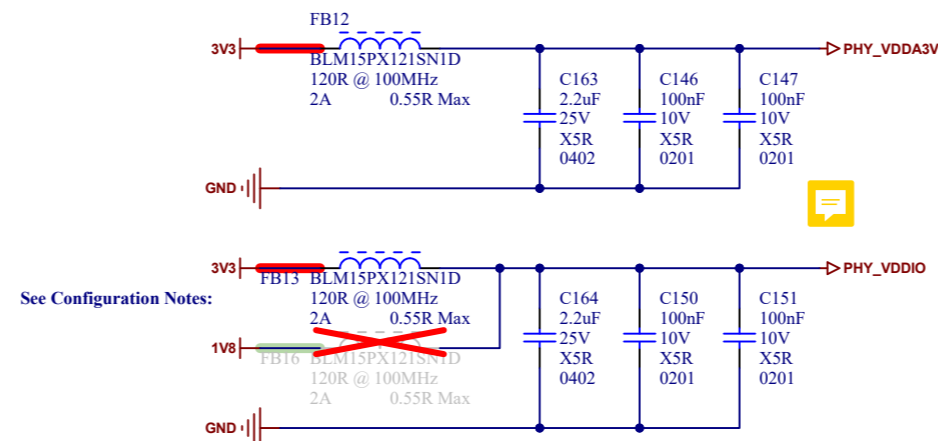 FB12
3V3
PHY_VDDA3V
BLM15PX121SN1D
120R @ 100MHz
2A 0.55R Max
C163
2.2uF
25V
X5R
0402
C146
100nF
10V
X5R
0201
C147
100nF
10V
X5R
0201
GND
3V3
PHY_VDDIO
FB13 BLM15PX121SN1D
120R @ 100MHz
2A 0.55R Max
See Configuration Notes:
1V8
FB16 BLM15PX121SN1D
120R @ 100MHz
2A 0.55R Max
C164
2.2uF
25V
X5R
0402
C150
100nF
10V
X5R
0201
C151
100nF
10V
X5R
0201
GND